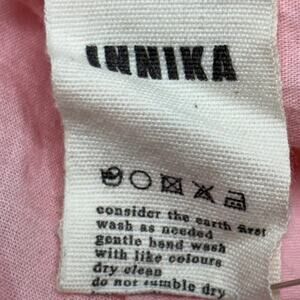 INNIKA
consider the earth first
wash as needed
gentle hand wash
with like colours
dry clean
do not tumble dry